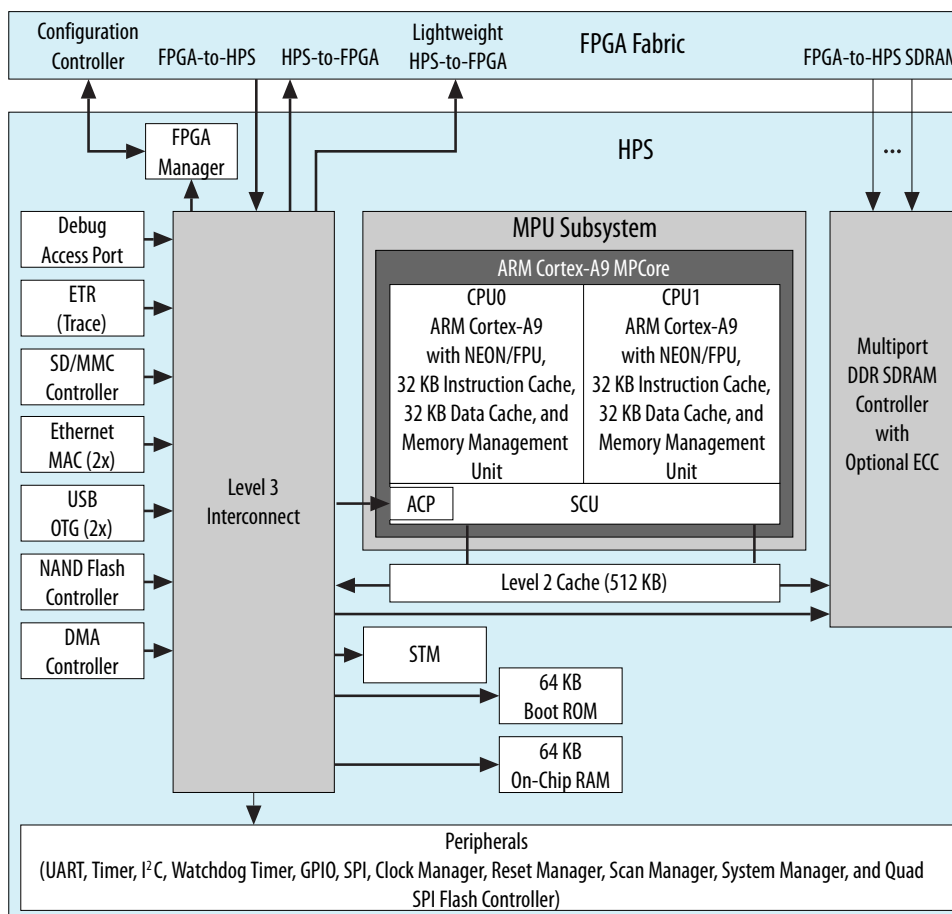 Configuration
Controller
FPGA-to-HPS
HPS-to-FPGA
Lightweight
HPS-to-FPGA
FPGA Fabric
FPGA-to-HPS SDRAM
HPS
FPGA
Manager
...
Debug
Access Port
ETR
(Trace)
SD/MMC
Controller
Ethernet
MAC (2x)
USB
OTG (2x)
NAND Flash
Controller
DMA
Controller
Level 3
Interconnect
MPU Subsystem
ARM Cortex-A9 MPCore
CPU0
ARM Cortex-A9
with NEON/FPU,
32 KB Instruction Cache,
32 KB Data Cache, and
Memory Management
Unit
CPU1
ARM Cortex-A9
with NEON/FPU,
32 KB Instruction Cache,
32 KB Data Cache, and
Memory Management
Unit
ACP
SCU
Level 2 Cache (512 KB)
Multiport
DDR SDRAM
Controller
with
Optional ECC
STM
64 KB
Boot ROM
64 KB
On-Chip RAM
Peripherals
(UART, Timer, I²C, Watchdog Timer, GPIO, SPI, Clock Manager, Reset Manager, Scan Manager, System Manager, and Quad
SPI Flash Controller)